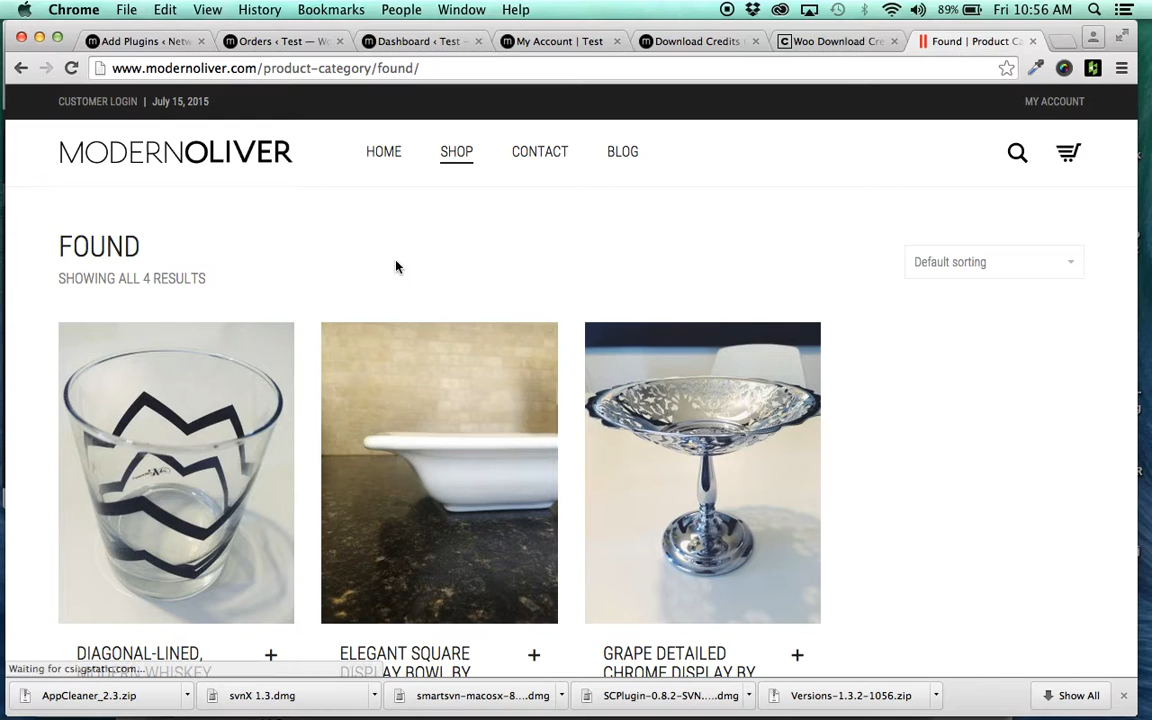 Chrome File Edit View History Bookmarks People Window Help 89% Fri 10:56 AM
Add Plugins ‹ Netw Orders ‹ Test — Wo Dashboard ‹ Test – My Account | Test Download Credits C Woo Download Cre Found | Product Ca
www.modernoliver.com/product-category/found/
CUSTOMER LOGIN | July 15, 2015 MY ACCOUNT
MODERNOLIVER HOME SHOP CONTACT BLOG
FOUND
SHOWING ALL 4 RESULTS
Default sorting
DIAGONAL-LINED, + ELEGANT SQUARE + GRAPE DETAILED +
MODERN WHISKEY DISPLAY BOWL BY CHROME DISPLAY BY
Waiting for csi.gstatic.com...
AppCleaner_2.3.zip svnX 1.3.dmg smartsvn-macosx-8....dmg SCPlugin-0.8.2-SVN.....dmg Versions-1.3.2-1056.zip Show All